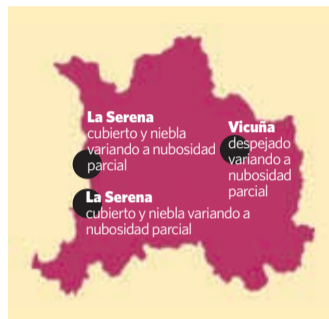 La Serena
cubierto y niebla
variando a nubosidad
parcial
Vicuña
despejado
variando a
nubosidad
parcial
La Serena
cubierto y niebla variando a
nubosidad parcial